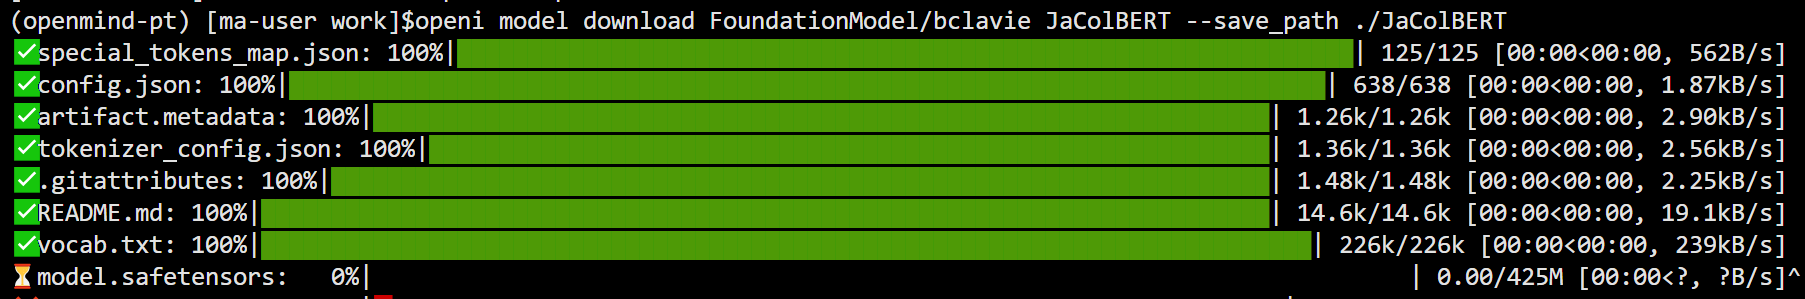 (openmind-pt) [ma-user work]$openi model download FoundationModel/bclavie JaColBERT --save_path ./JaColBERT
✅special_tokens_map.json: 100%| | 125/125 [00:00<00:00, 562B/s]
✅config.json: 100%| | 638/638 [00:00<00:00, 1.87kB/s]
✅artifact.metadata: 100%| | 1.26k/1.26k [00:00<00:00, 2.90kB/s]
✅tokenizer_config.json: 100%| | 1.36k/1.36k [00:00<00:00, 2.56kB/s]
✅.gitattributes: 100%| | 1.48k/1.48k [00:00<00:00, 2.25kB/s]
✅README.md: 100%| | 14.6k/14.6k [00:00<00:00, 19.1kB/s]
✅vocab.txt: 100%| | 226k/226k [00:00<00:00, 239kB/s]
⌛model.safetensors:   0%| | 0.00/425M [00:00<?, ?B/s]^